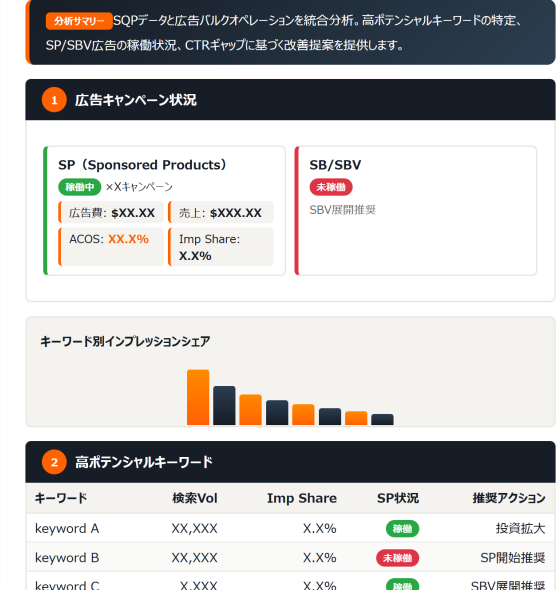 分析サマリー SQPデータと広告バルクオペレーションを統合分析。高ポテンシャルキーワードの特定、
SP/SBV広告の稼働状況、CTRギャップに基づく改善提案を提供します。
1 広告キャンペーン状況
SP（Sponsored Products）
稼働中 ×Xキャンペーン
広告費: $XX.XX
売上: $XXX.XX
ACOS: XX.X%
Imp Share:
X.X%
SB/SBV
未稼働
SBV展開推奨
キーワード別インプレッションシェア
2 高ポテンシャルキーワード
キーワード 検索Vol Imp Share SP状況 推奨アクション
keyword A XX,XXX X.X% 稼働 投資拡大
keyword B XX,XXX X.X% 未稼働 SP開始推奨
keyword C X,XXX X.X% 稼働 SBV展開推奨